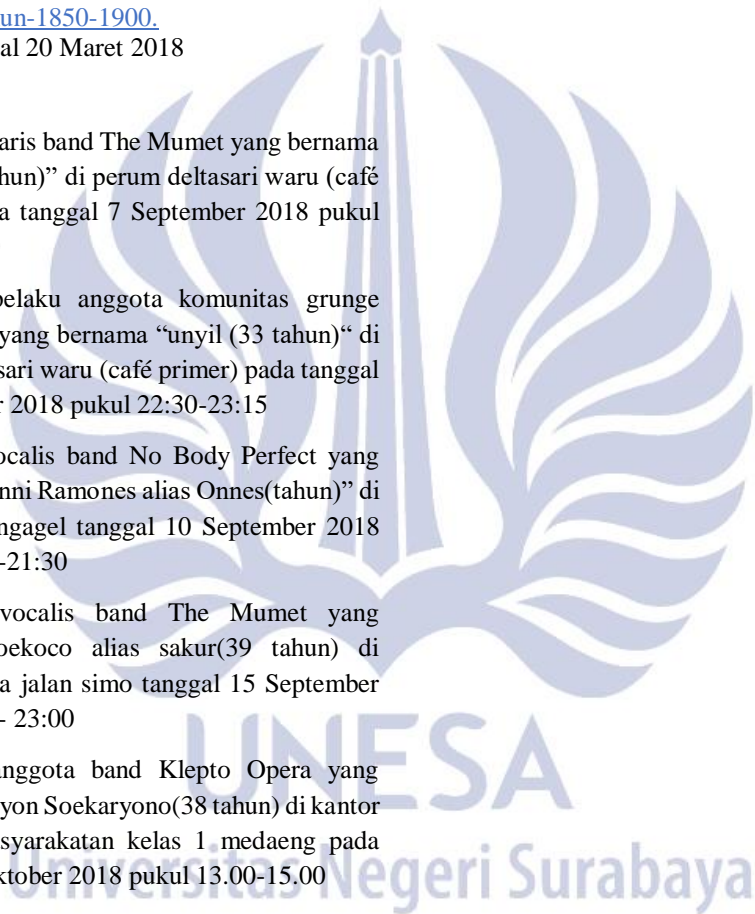 un-1850-1900.
al 20 Maret 2018
aris band The Mumet yang bernama
hun)” di perum deltasari waru (café
a tanggal 7 September 2018 pukul
pelaku anggota komunitas grunge
yang bernama “unyil (33 tahun)“ di
sari waru (café primer) pada tanggal
r 2018 pukul 22:30-23:15
ocalis band No Body Perfect yang
nni Ramones alias Onnes(tahun)” di
ngagel tanggal 10 September 2018
-21:30
vocalis band The Mumet yang
oekoco alias sakur(39 tahun) di
a jalan simo tanggal 15 September
- 23:00
anggota band Klepto Opera yang
yon Soekaryono(38 tahun) di kantor
syarakatan kelas 1 medaeng pada
ktober 2018 pukul 13.00-15.00
UNESA
Universitas Negeri Surabaya